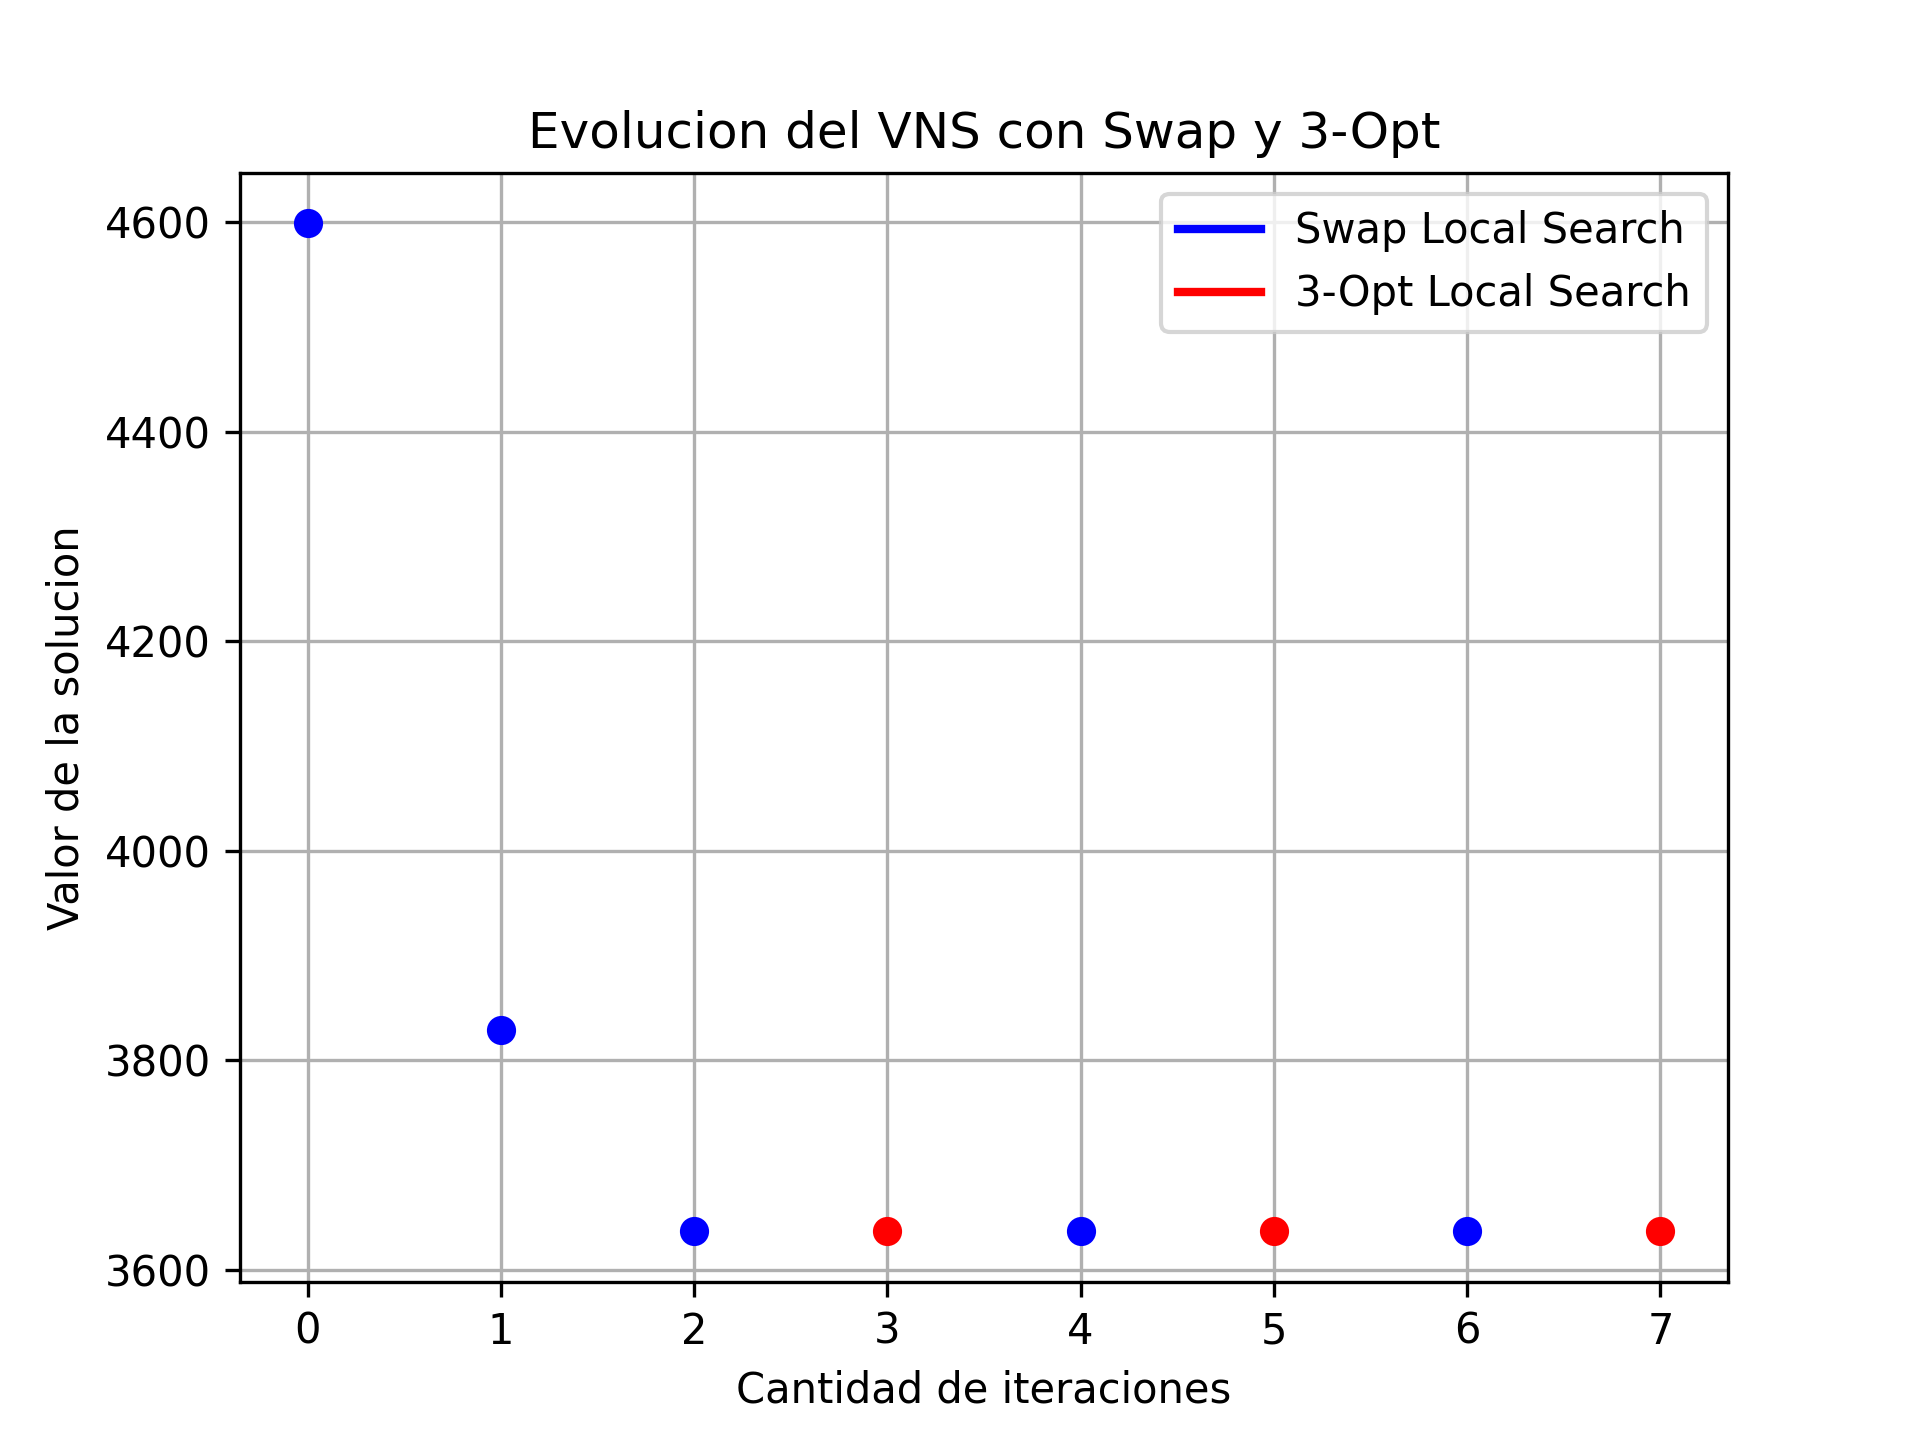 Evolucion del VNS con Swap y 3-Opt
Swap Local Search
3-Opt Local Search
Valor de la solucion
4600
4400
4200
4000
3800
3600
0 1 2 3 4 5 6 7
Cantidad de iteraciones